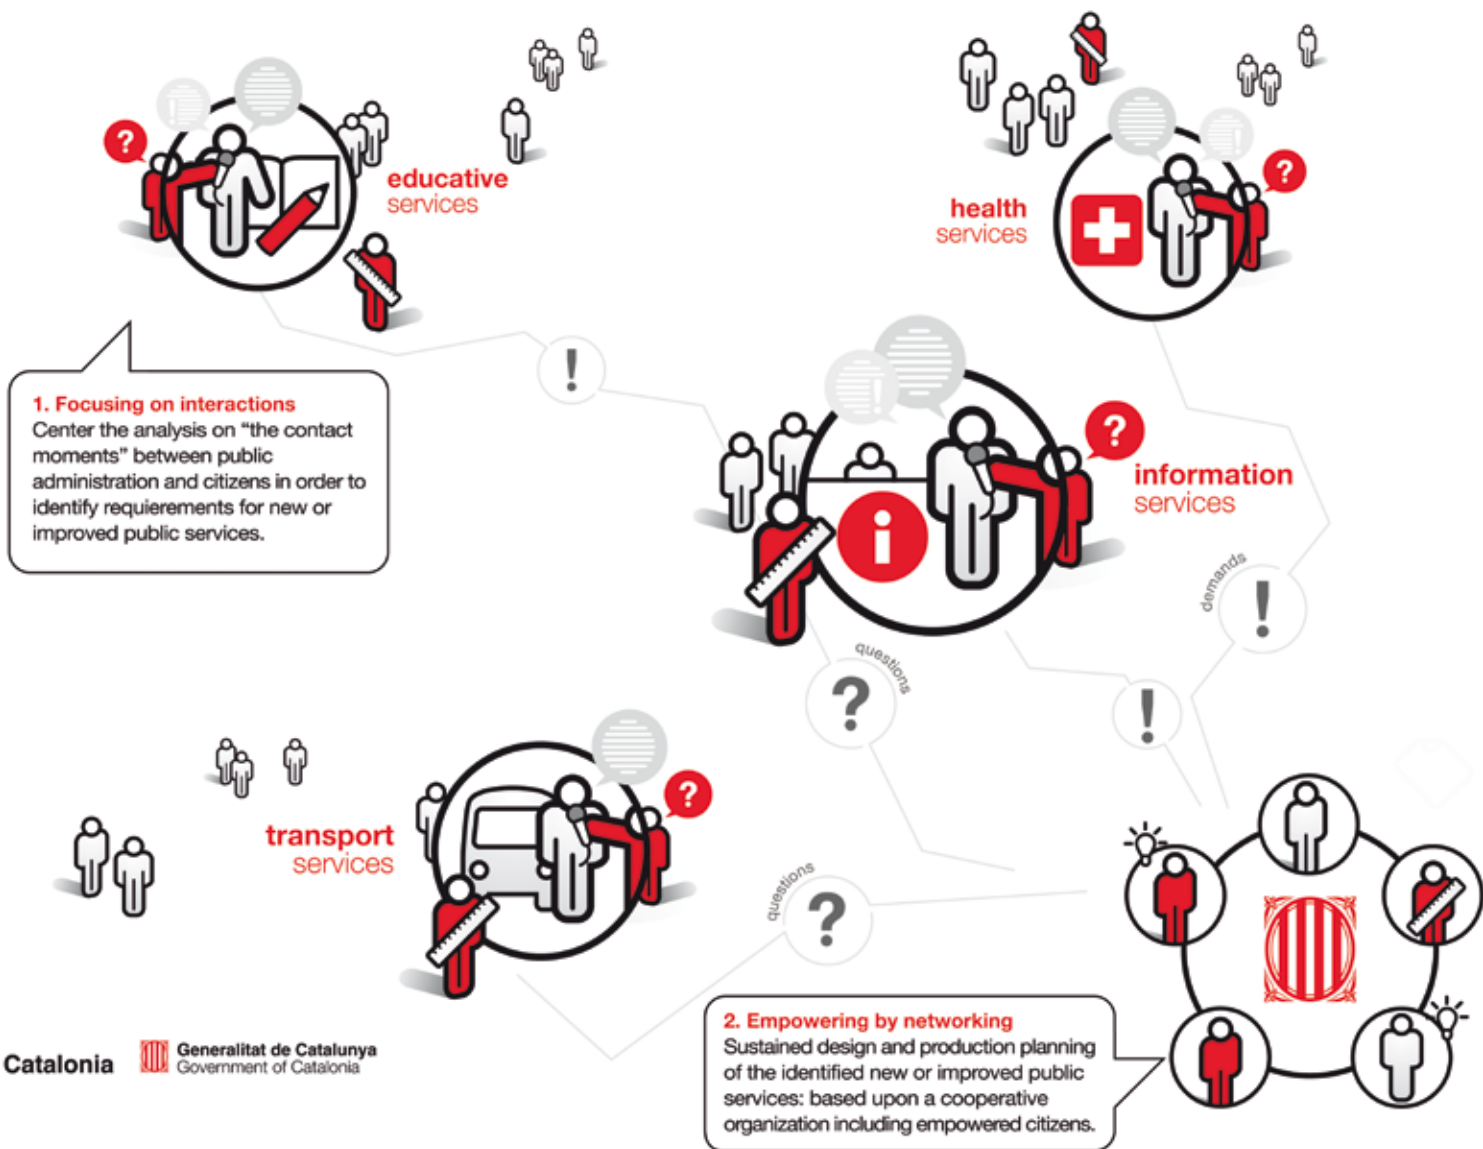 educative
services
health
services
1. Focusing on interactions
Center the analysis on “the contact
moments” between public
administration and citizens in order to
identify requierements for new or
improved public services.
information
services
demands
questions
transport
services
questions
2. Empowering by networking
Sustained design and production planning
of the identified new or improved public
services: based upon a cooperative
organization including empowered citizens.
Catalonia
Generalitat de Catalunya
Government of Catalonia